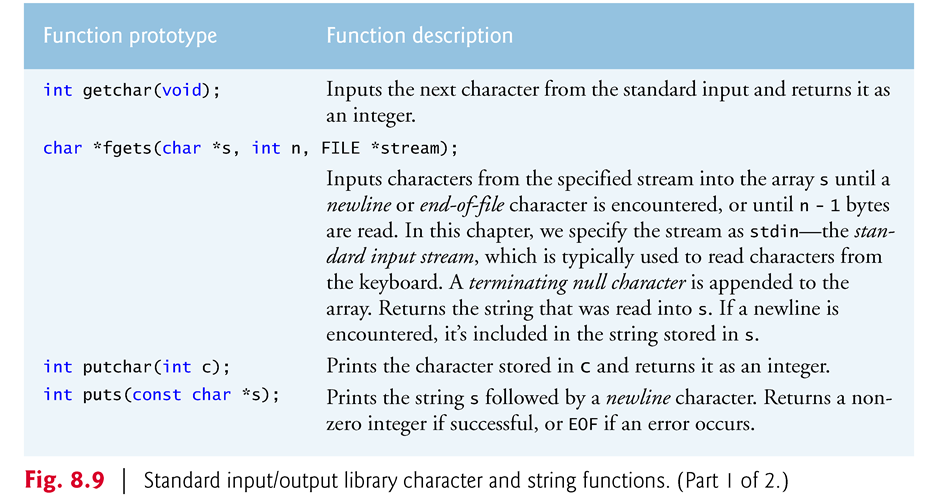 Function prototype Function description
int getchar(void); Inputs the next character from the standard input and returns it as
an integer.
char *fgets(char *s, int n, FILE *stream);
Inputs characters from the specified stream into the array s until a
newline or end-of-file character is encountered, or until n - 1 bytes
are read. In this chapter, we specify the stream as stdin—the stan-
dard input stream, which is typically used to read characters from
the keyboard. A terminating null character is appended to the
array. Returns the string that was read into s. If a newline is
encountered, it’s included in the string stored in s.
int putchar(int c); Prints the character stored in c and returns it as an integer.
int puts(const char *s); Prints the string s followed by a newline character. Returns a non-
zero integer if successful, or EOF if an error occurs.
Fig. 8.9 | Standard input/output library character and string functions. (Part 1 of 2.)